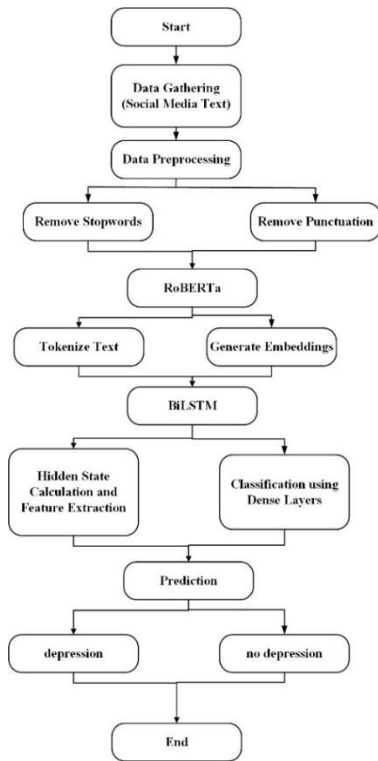 Start
Data Gathering
(Social Media Text)
Data Preprocessing
Remove Stopwords
Remove Punctuation
RoBERTa
Tokenize Text
Generate Embeddings
BiLSTM
Hidden State
Calculation and
Feature Extraction
Classification using
Dense Layers
Prediction
depression
no depression
End